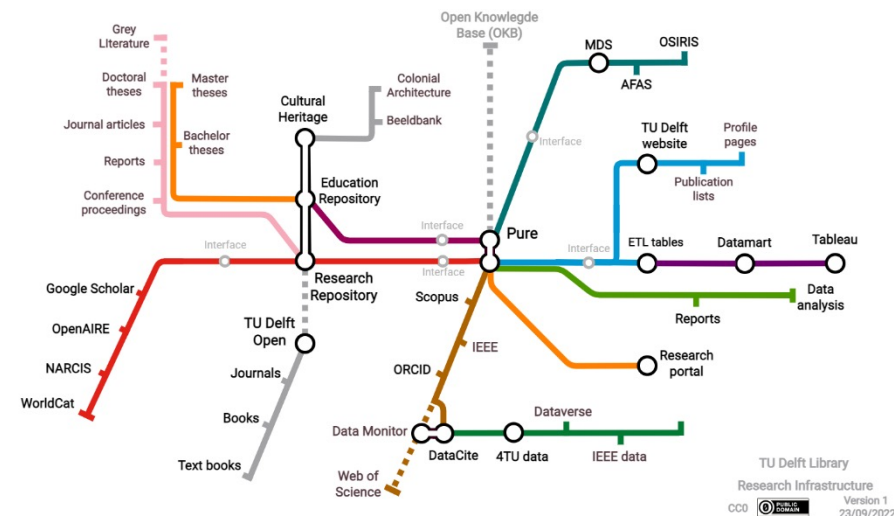 Grey
LIterature
Doctoral
theses
Master
theses
Journal articles
Bachelor
theses
Reports
Conference
proceedings
Cultural
Heritage
Colonial
Architecture
Beeldbank
Education
Repository
Open Knowlegde
Base (OKB)
MDS
OSIRIS
AFAS
Interface
TU Delft
website
Profile
pages
Publication
lists
Interface
Pure
Interface
Interface
Interface
ETL tables
Datamart
Tableau
Research
Repository
Google Scholar
OpenAIRE
NARCIS
WorldCat
TU Delft
Open
Journals
Books
Text books
Scopus
IEEE
ORCID
Reports
Data
analysis
Research
portal
Data Monitor
DataCite
4TU data
Dataverse
IEEE data
Web of
Science
TU Delft Library
Research Infrastructure
CC0
PUBLIC
DOMAIN
Version 1
23/09/2022